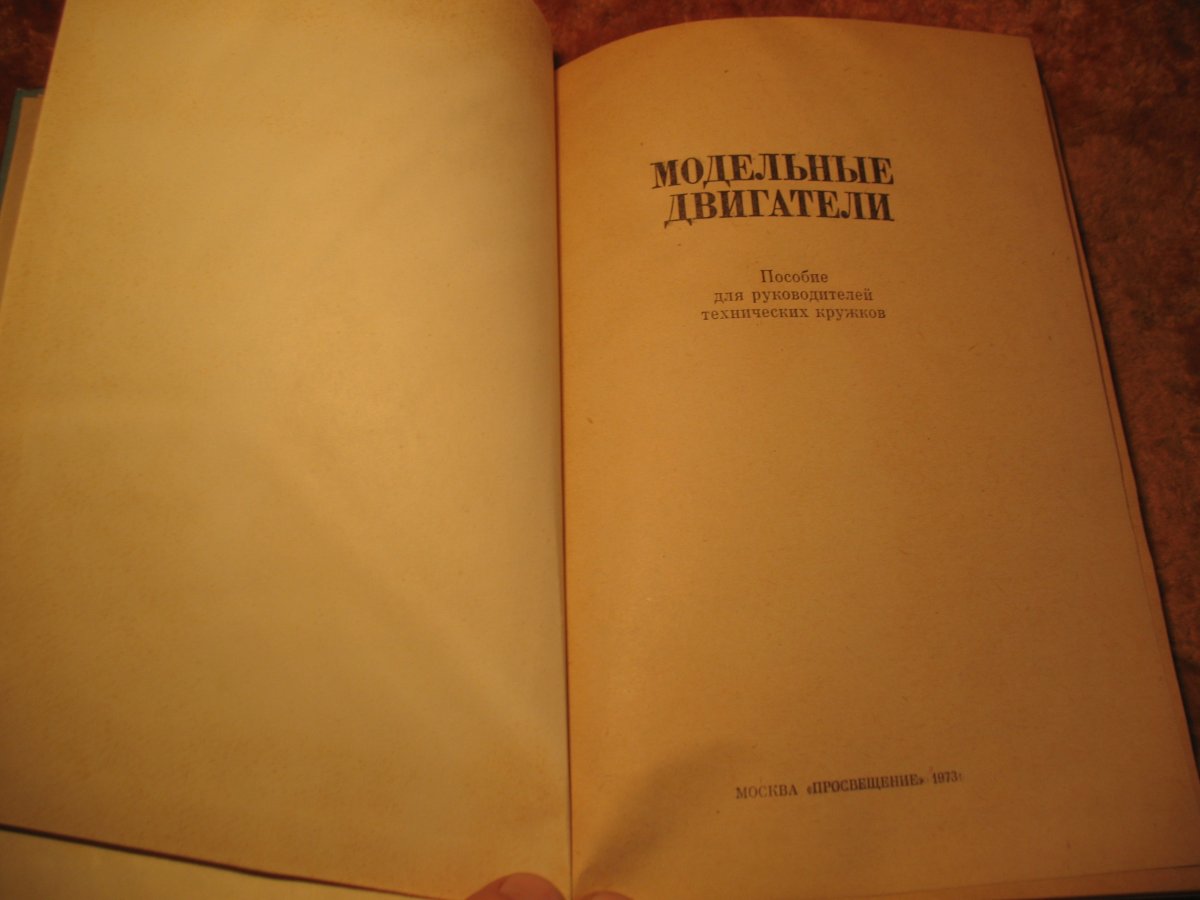 МОДЕЛЬНЫЕ
ДВИГАТЕЛИ
Пособие
для руководителей
технических кружков
МОСКВА «ПРОСВЕЩЕНИЕ» 1973